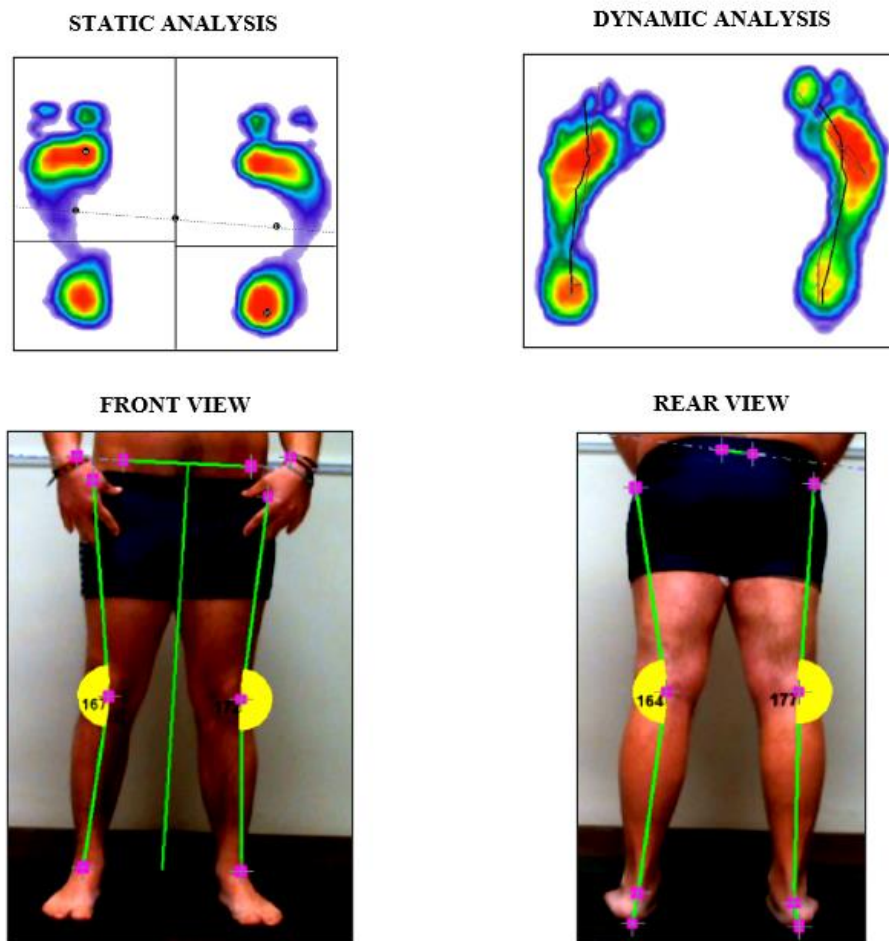 STATIC ANALYSIS
DYNAMIC ANALYSIS
FRONT VIEW
REAR VIEW
167
164
177